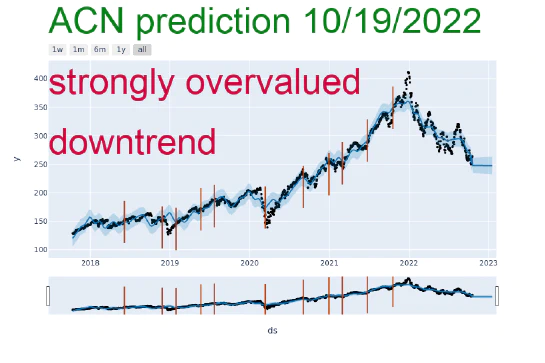 ACN prediction 10/19/2022
1w 1m 6m 1y all
strongly overvalued
downtrend
400
350
300
250
200
150
100
y
2018 2019 2020 2021 2022 2023
ds